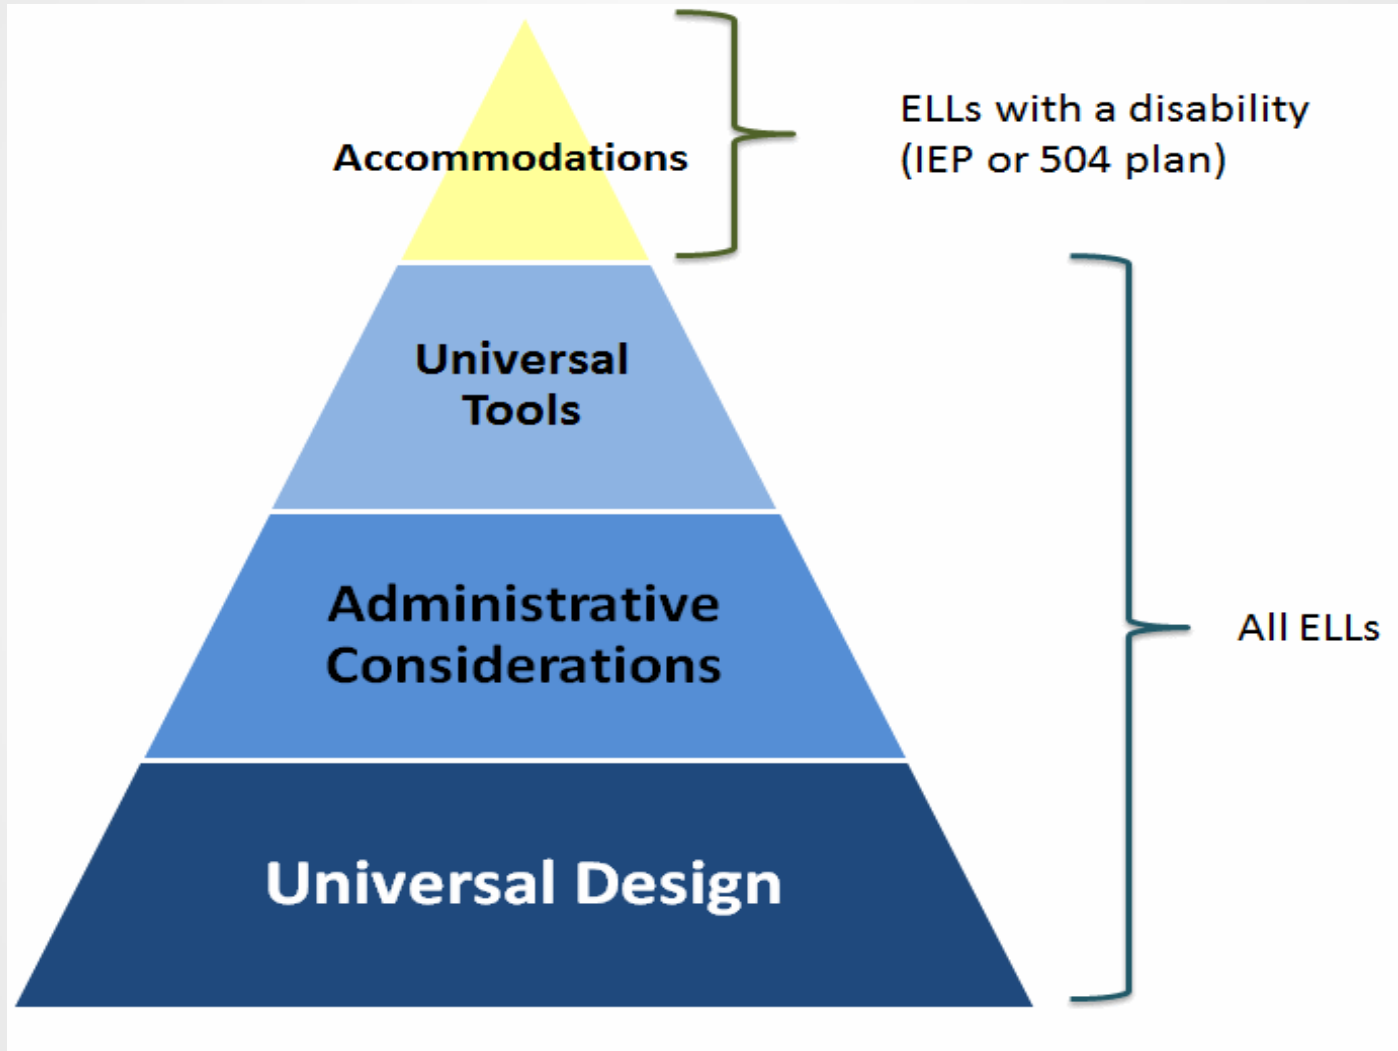 Accommodations
ELLs with a disability
(IEP or 504 plan)
Universal
Tools
Administrative
Considerations
All ELLs
Universal Design